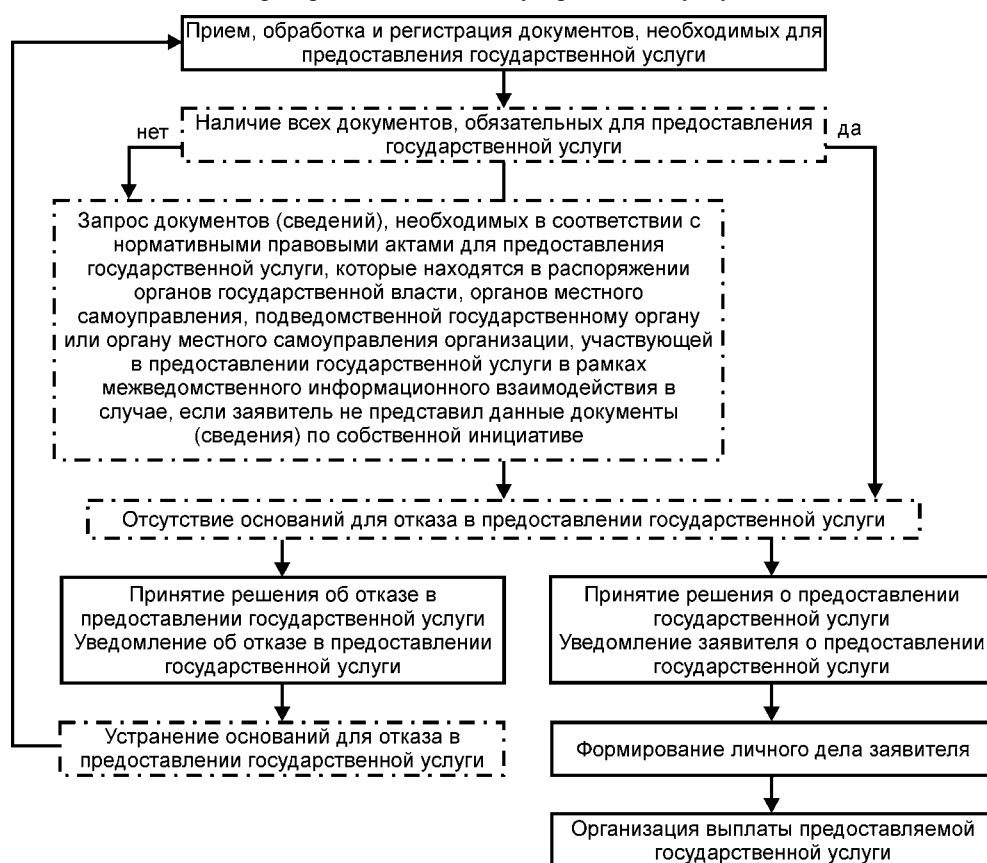 Прием, обработка и регистрация документов, необходимых для
предоставления государственной услуги
нет
Наличие всех документов, обязательных для предоставления
государственной услуги
да
Запрос документов (сведений), необходимых в соответствии с
нормативными правовыми актами для предоставления
государственной услуги, которые находятся в распоряжении
органов государственной власти, органов местного
самоуправления, подведомственной государственному органу
или органу местного самоуправления организации, участвующей
в предоставлении государственной услуги в рамках
межведомственного информационного взаимодействия в
случае, если заявитель не представил данные документы
(сведения) по собственной инициативе
Отсутствие оснований для отказа в предоставлении государственной услуги
Принятие решения об отказе в
предоставлении государственной услуги
Уведомление об отказе в предоставлении
государственной услуги
Принятие решения о предоставлении
государственной услуги
Уведомление заявителя о предоставлении
государственной услуги
Устранение оснований для отказа в
предоставлении государственной услуги
Формирование личного дела заявителя
Организация выплаты предоставляемой
государственной услуги